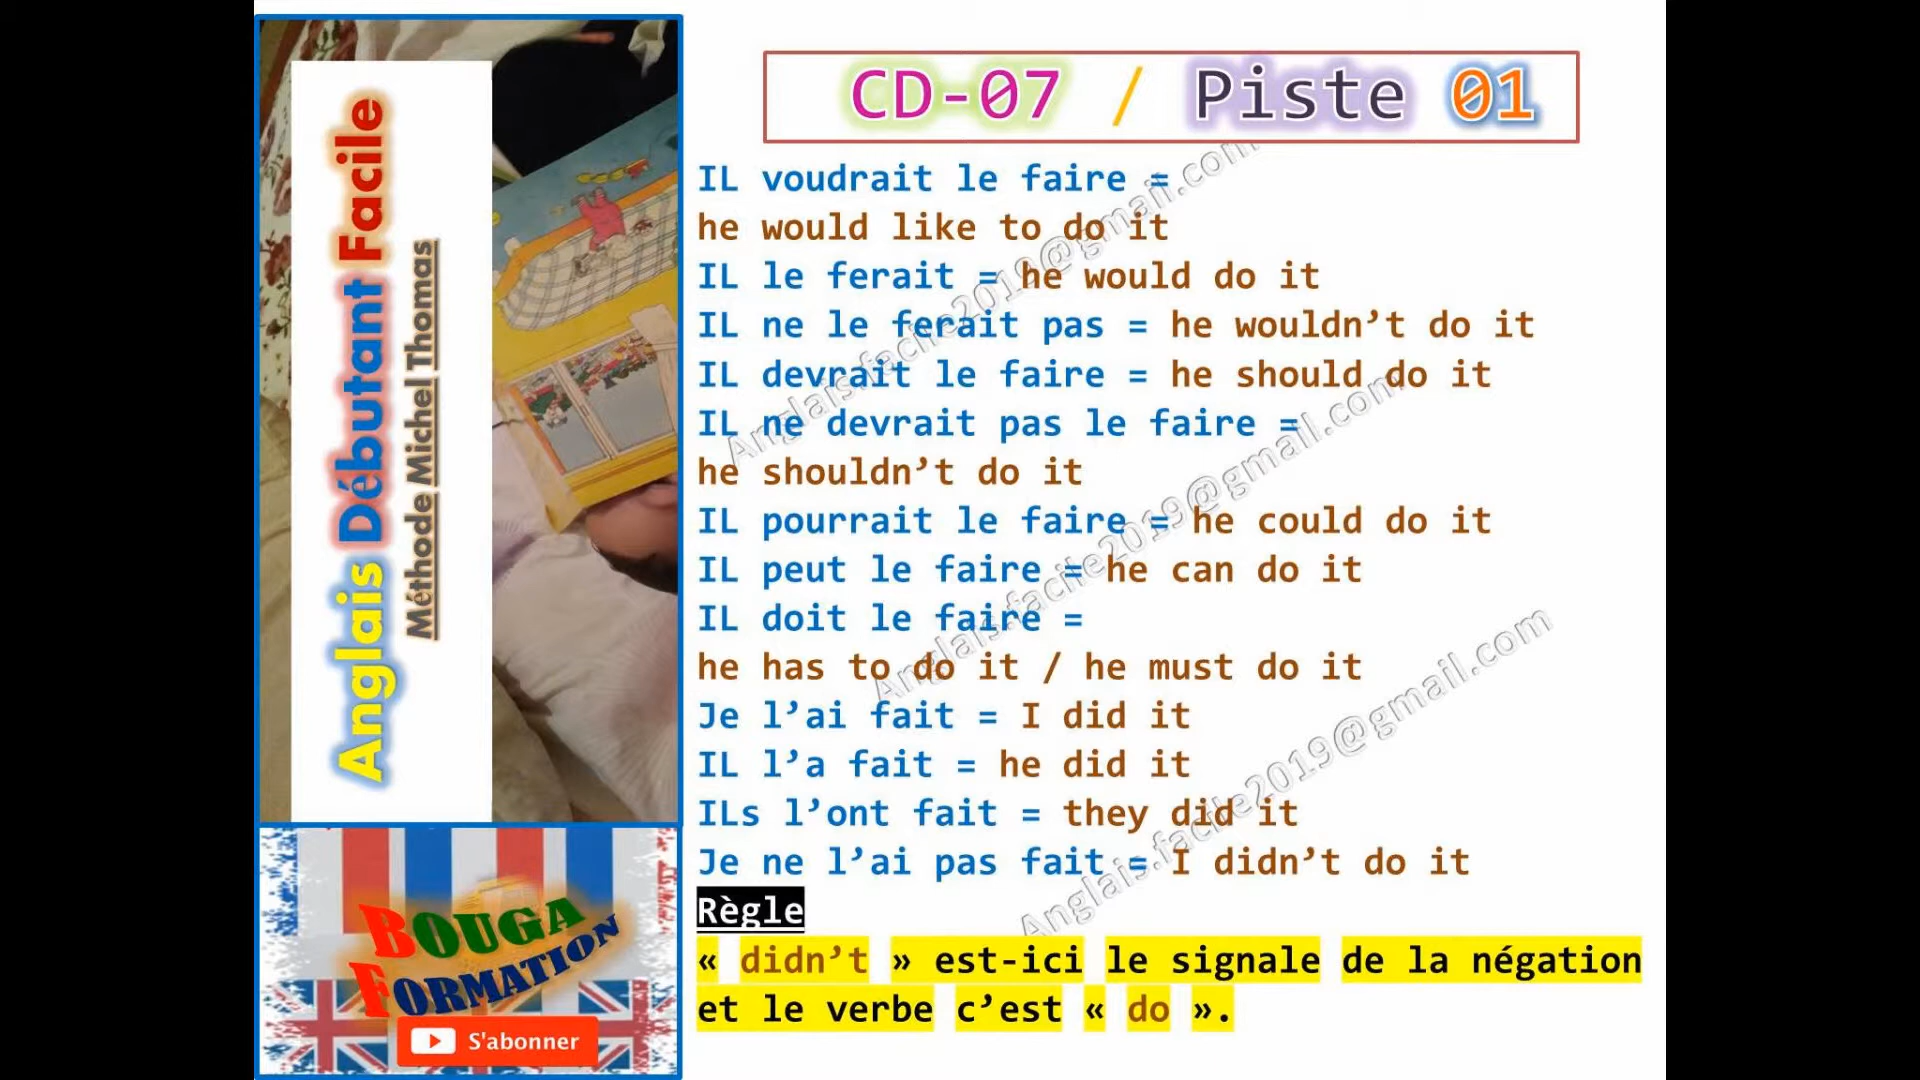 CD-07 / Piste 01
IL voudrait le faire =
he would like to do it
IL le ferait = he would do it
IL ne le ferait pas = he wouldn’t do it
IL devrait le faire = he should do it
IL ne devrait pas le faire =
he shouldn’t do it
IL pourrait le faire = he could do it
IL peut le faire = he can do it
IL doit le faire =
he has to do it / he must do it
Je l’ai fait = I did it
IL l’a fait = he did it
ILs l’ont fait = they did it
Je ne l’ai pas fait = I didn’t do it
Règle
« didn’t » est-ici le signale de la négation
et le verbe c’est « do ».
Anglais Débutant Facile
Méthode Michel Thomas
BOUGA
FORMATION
S'abonner
Anglais.facile2019@gmail.com
Anglais.facile2019@gmail.com
Anglais.facile2019@gmail.com